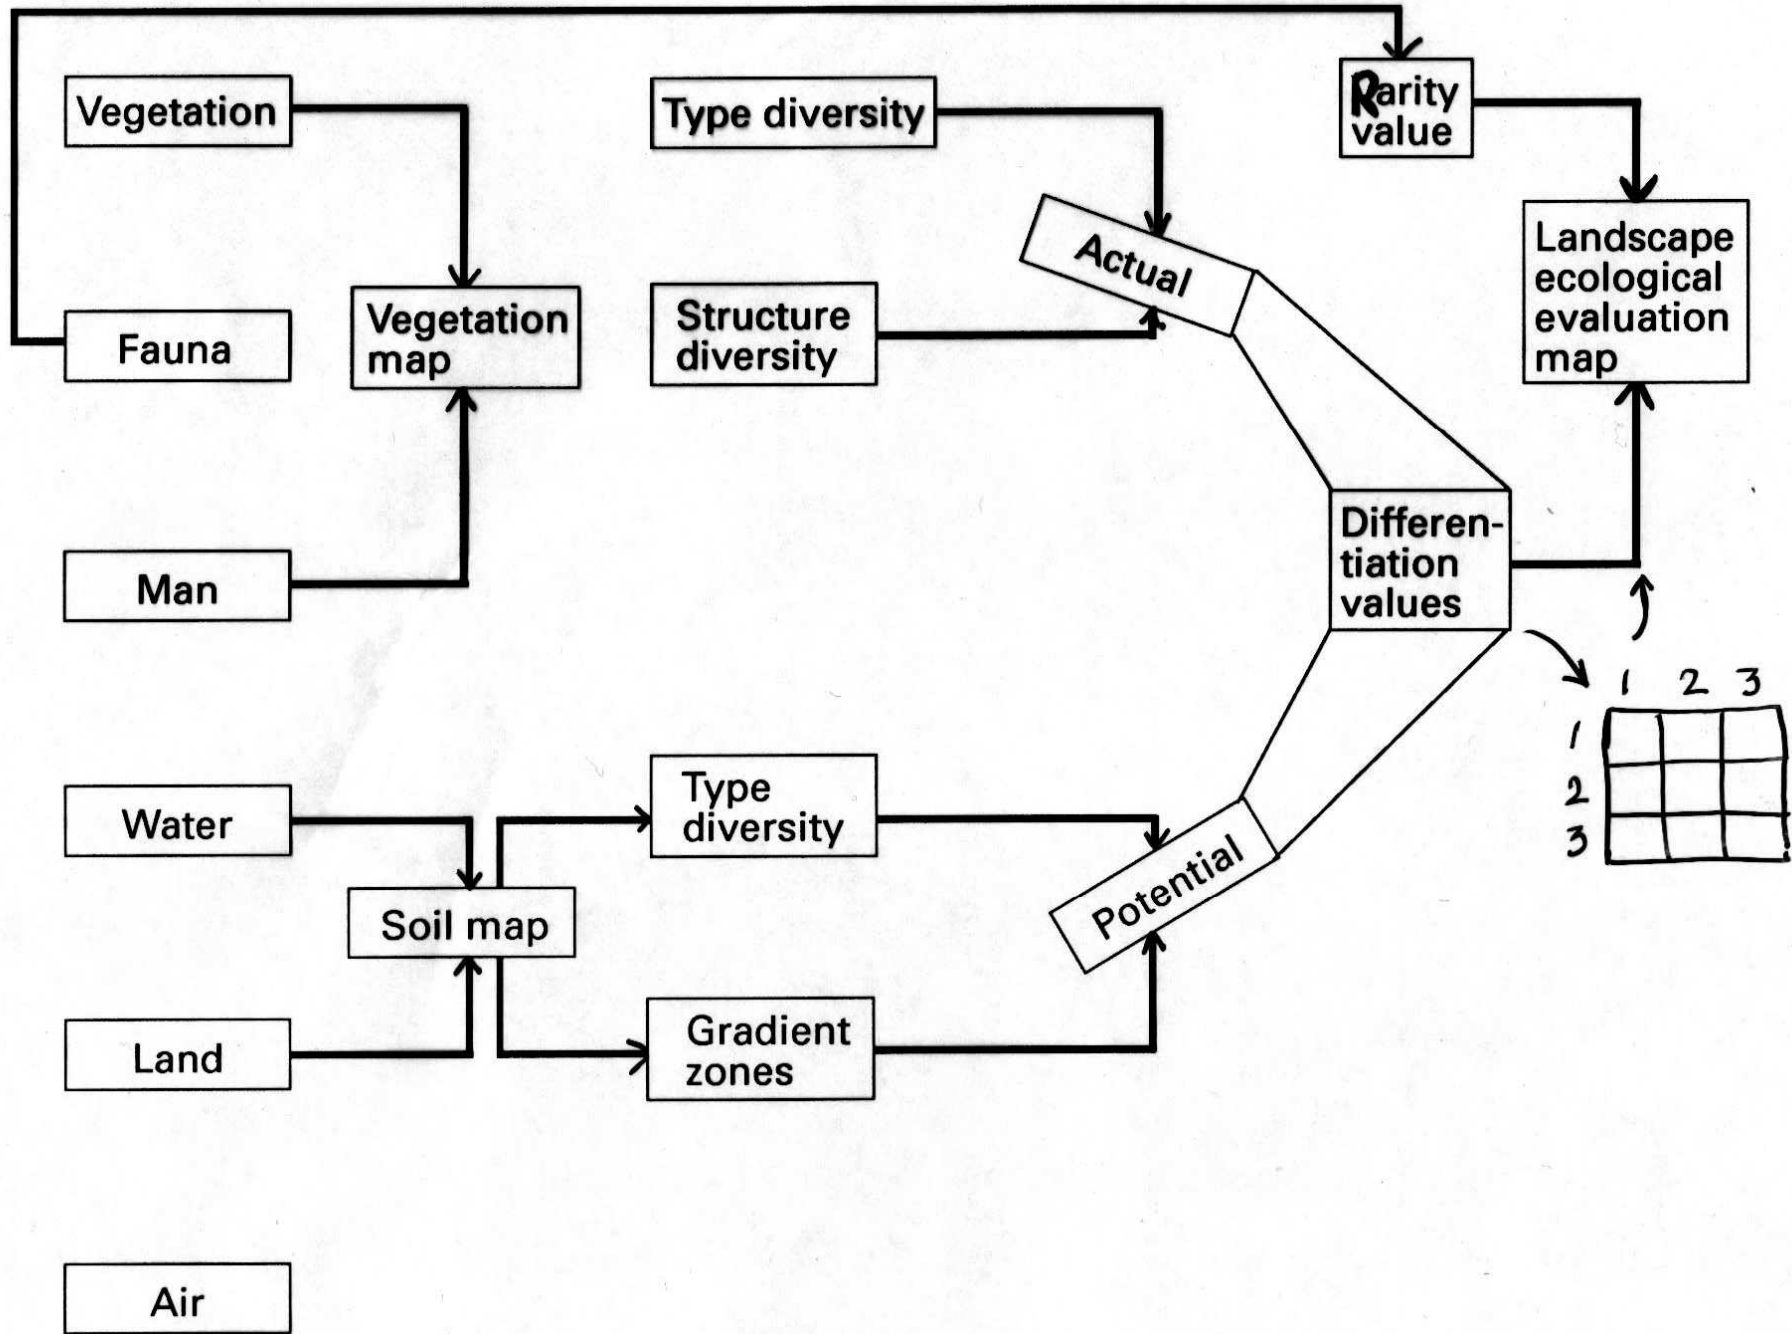 Vegetation
Type diversity
Rarity
value
Actual
Landscape
ecological
evaluation
map
Fauna
Vegetation
map
Structure
diversity
Differen-
tiation
values
Man
1 2 3
1
2
3
Water
Type
diversity
Potential
Soil map
Land
Gradient
zones
Air